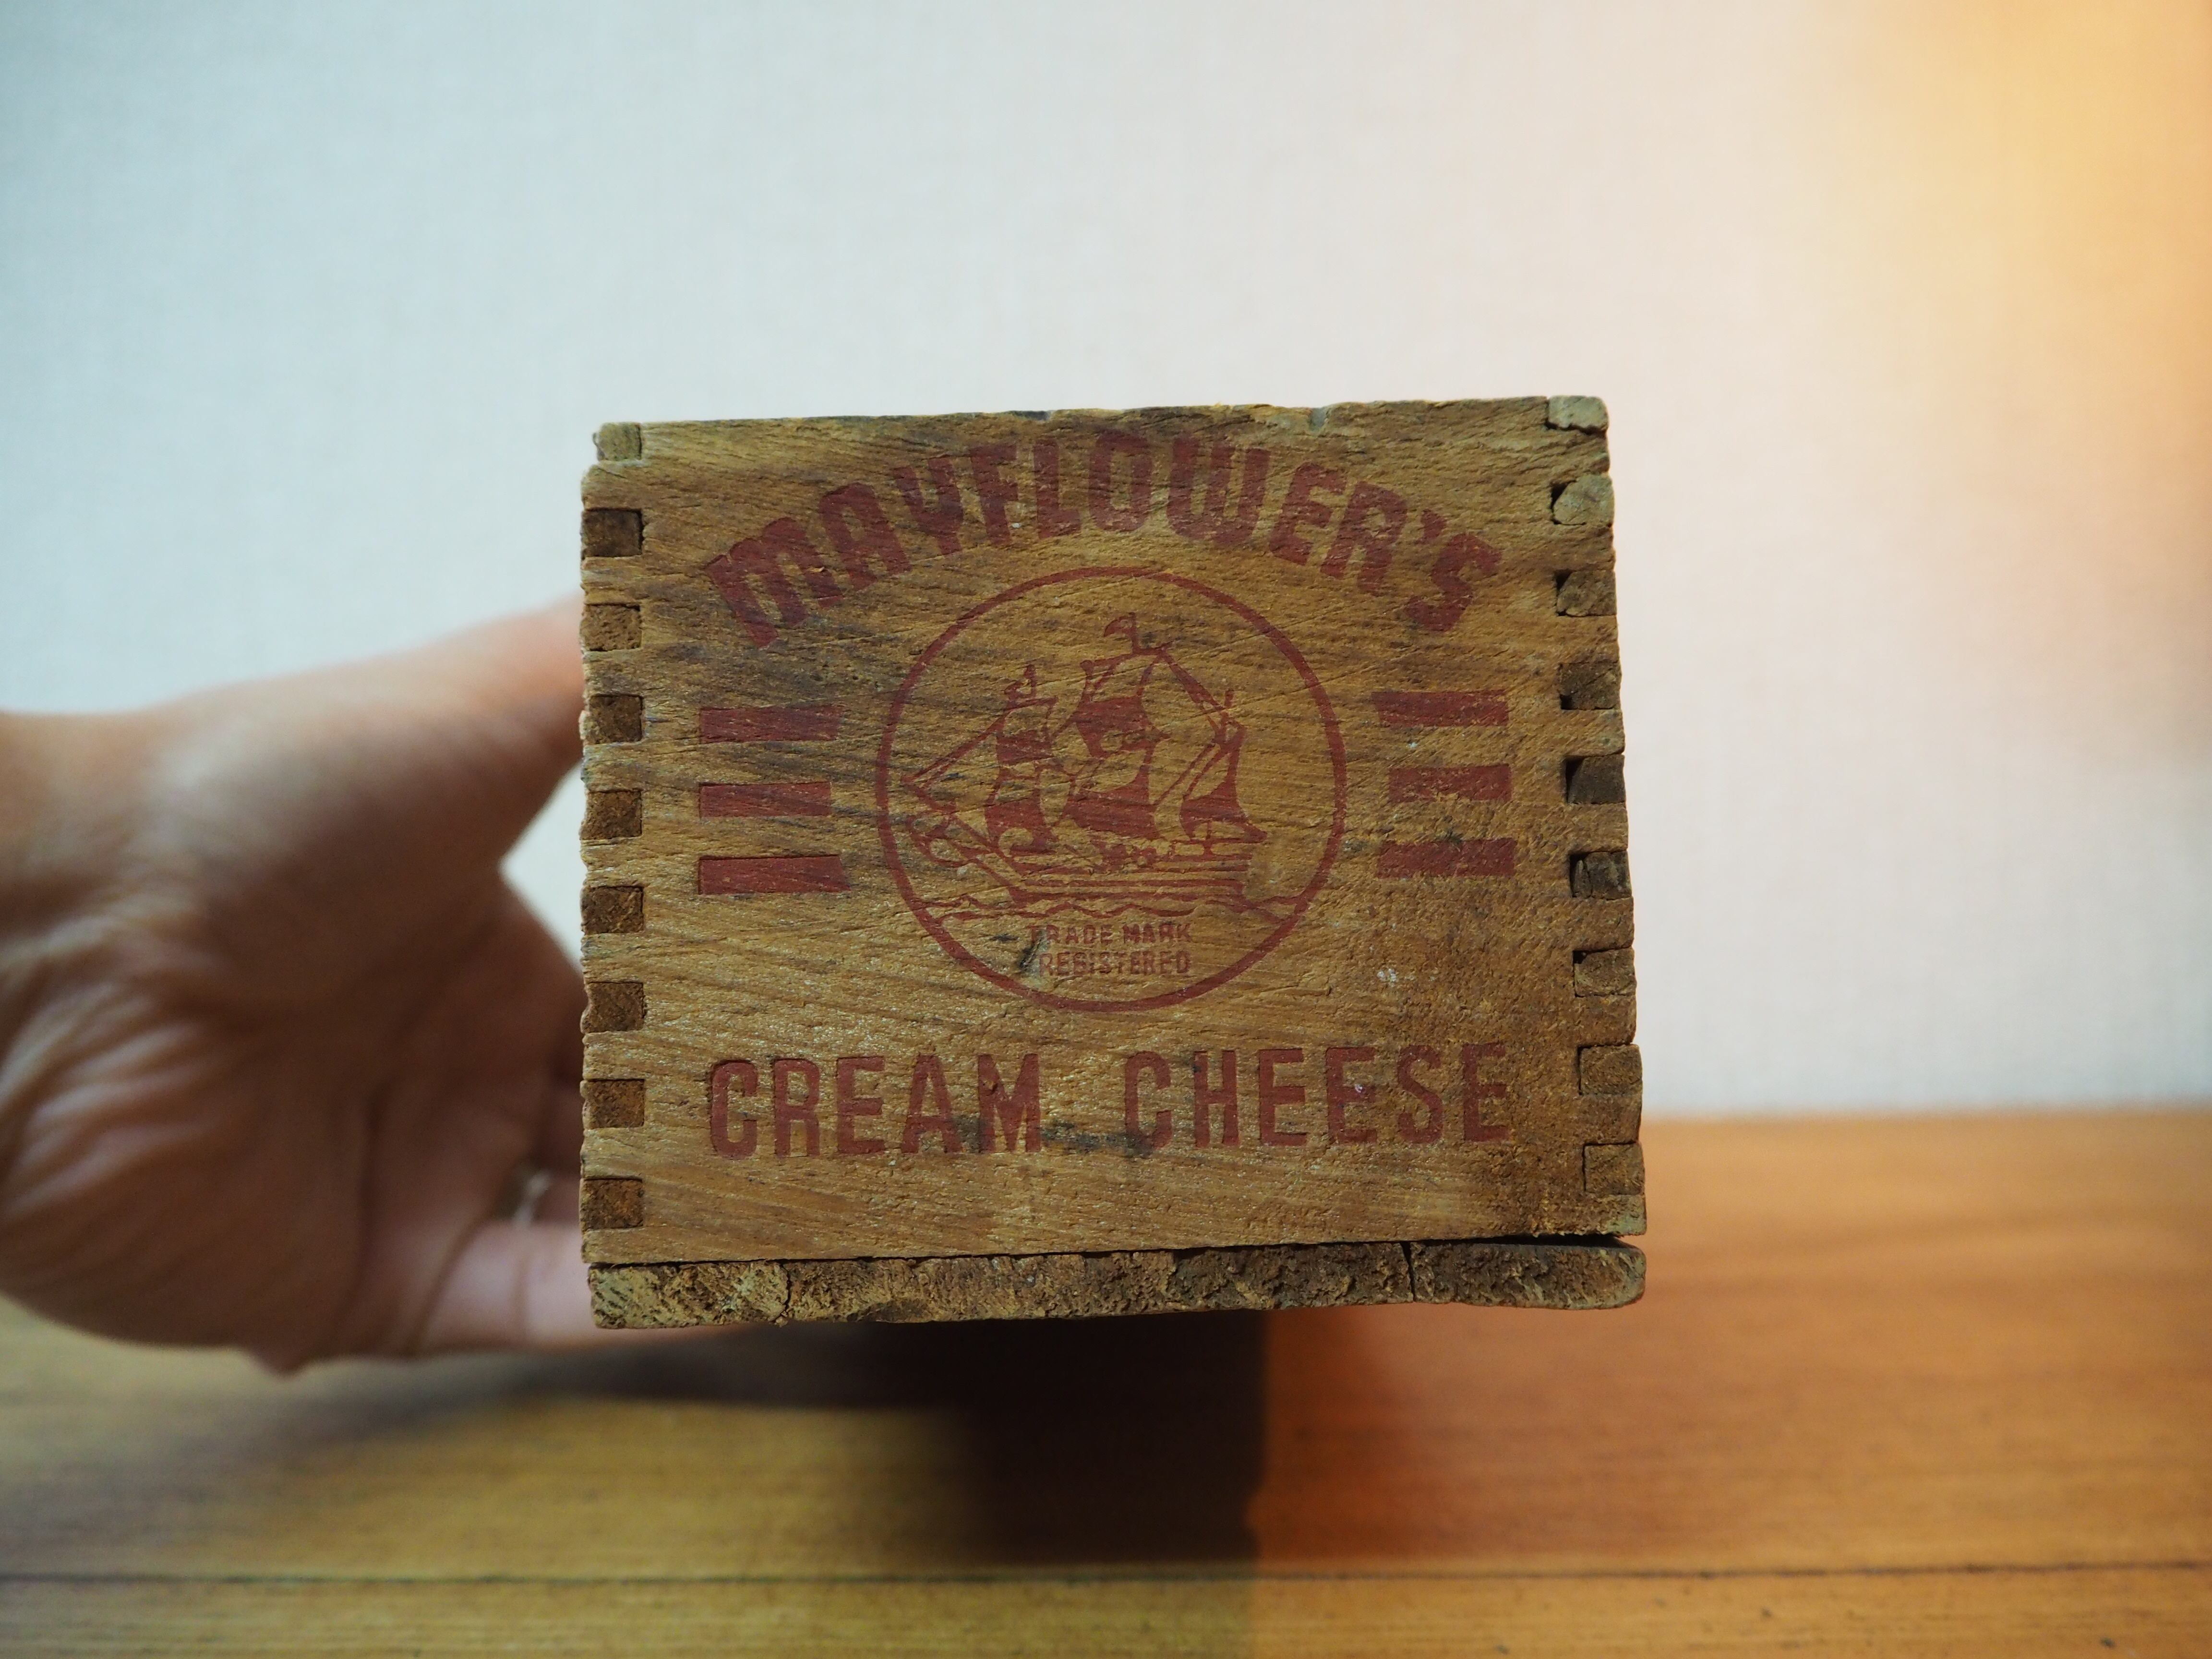 MAYFLOWER'S
TRADE MARK
REGISTERED
CREAM CHEESE